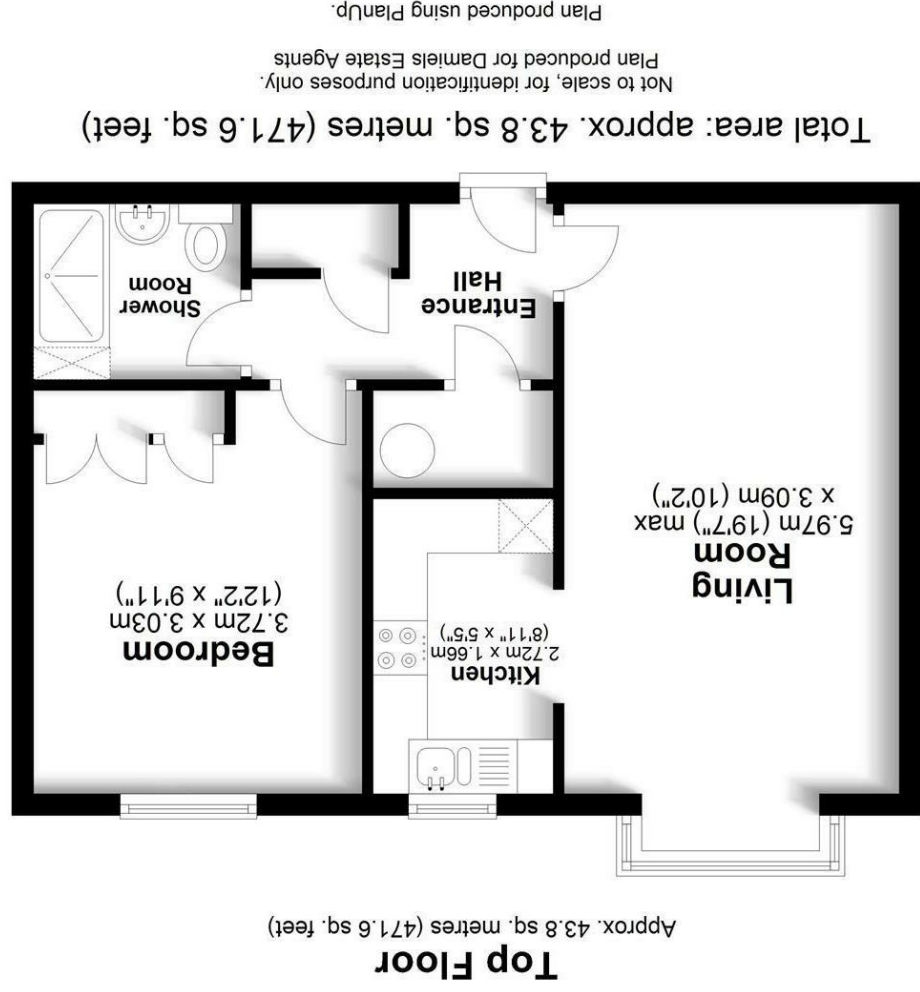 Top Floor
Approx. 43.8 sq. metres (471.6 sq. feet)
Living
Room
5.97m (19'7") max
x 3.09m (10'2")
Kitchen
2.72m x 1.66m
(8'11" x 5'5")
Bedroom
3.72m x 3.03m
(12'2" x 9'11")
Entrance
Hall
Shower
Room
Total area: approx. 43.8 sq. metres (471.6 sq. feet)
Not to scale, for identification purposes only.
Plan produced for Damiels Estate Agents
Plan produced using PlanUp.